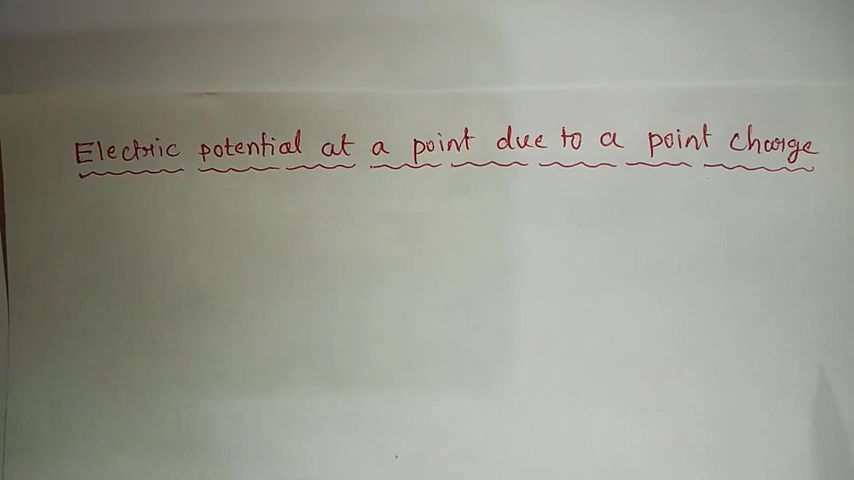 Electric potential at a point due to a point charge